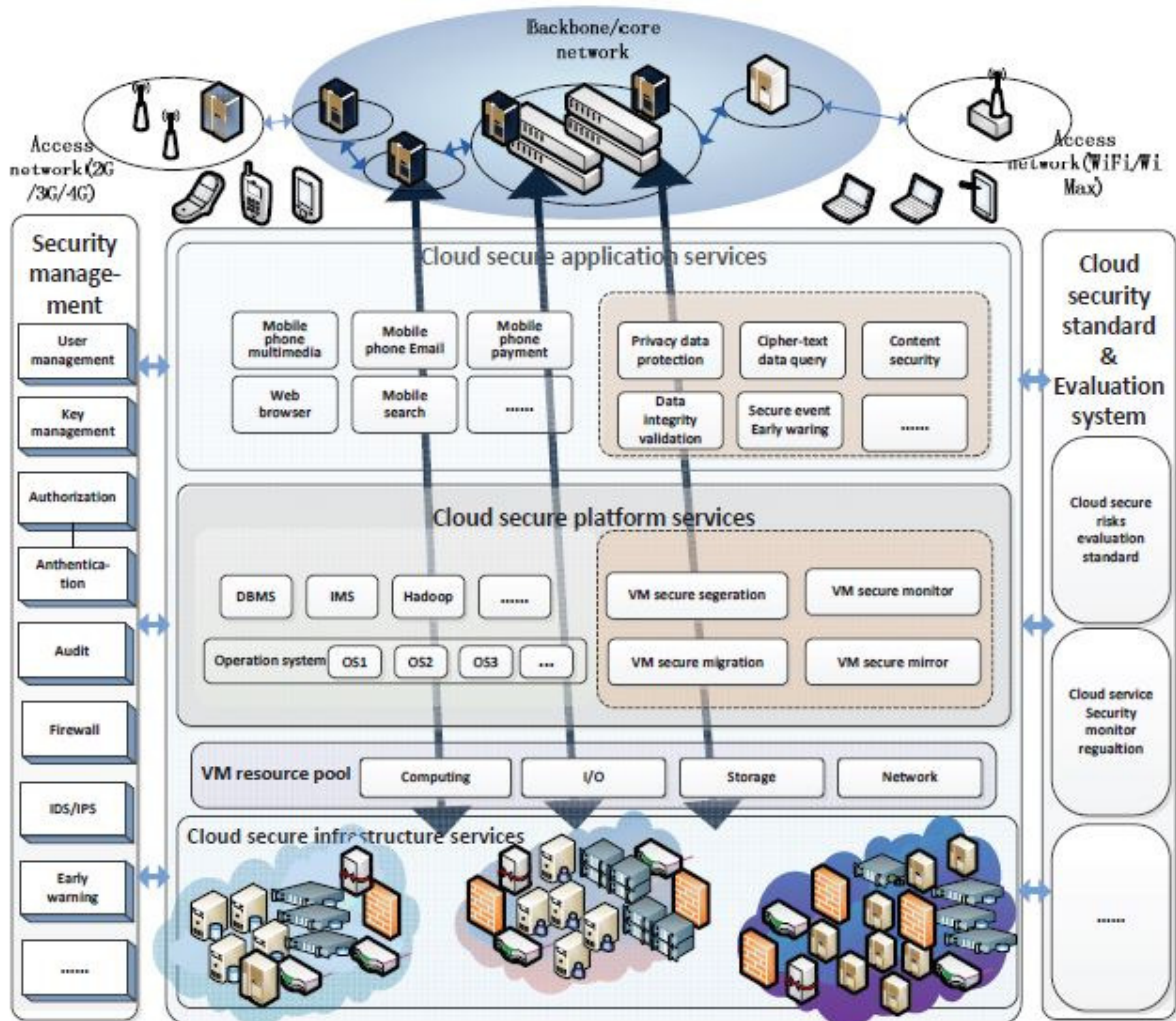 Backbone/core
network
Access
network(2G
/3G/4G)
Access
network(WiFi/Wi
Max)
Security
manage-
ment
User
management
Key
management
Authorization
Anthentica-
tion
Audit
Firewall
IDS/IPS
Early
warning
......
Cloud secure application services
Mobile
phone
multimedia
Mobile
phone Email
Mobile
phone
payment
Web
browser
Mobile
search
......
Privacy data
protection
Cipher-text
data query
Content
security
Data
integrity
validation
Secure event
Early waring
......
Cloud secure platform services
DBMS
IMS
Hadoop
......
Operation system
OS1
OS2
OS3
...
VM secure segeration
VM secure monitor
VM secure migration
VM secure mirror
VM resource pool
Computing
I/O
Storage
Network
Cloud secure infrastructure services
Cloud
security
standard
&
Evaluation
system
Cloud secure
risks
evaluation
standard
Cloud service
Security
monitor
regualtion
......